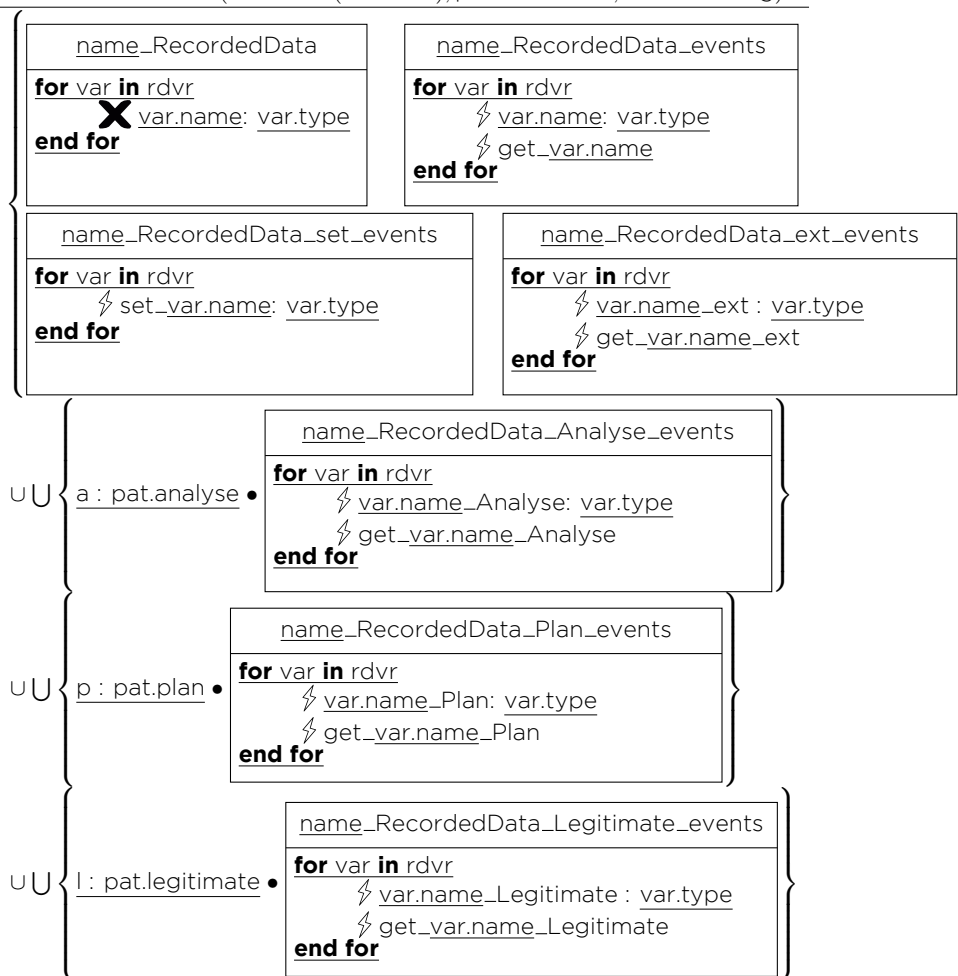 name_RecordedData
for var in rdvr
var.name: var.type
end for
name_RecordedData_events
for var in rdvr
var.name: var.type
get_var.name
end for
name_RecordedData_set_events
for var in rdvr
set_var.name: var.type
end for
name_RecordedData_ext_events
for var in rdvr
var.name_ext : var.type
get_var.name_ext
end for
∪⋃ { a : pat.analyse •
name_RecordedData_Analyse_events
for var in rdvr
var.name_Analyse: var.type
get_var.name_Analyse
end for
∪⋃ { p : pat.plan •
name_RecordedData_Plan_events
for var in rdvr
var.name_Plan: var.type
get_var.name_Plan
end for
∪⋃ { l : pat.legitimate •
name_RecordedData_Legitimate_events
for var in rdvr
var.name_Legitimate : var.type
get_var.name_Legitimate
end for